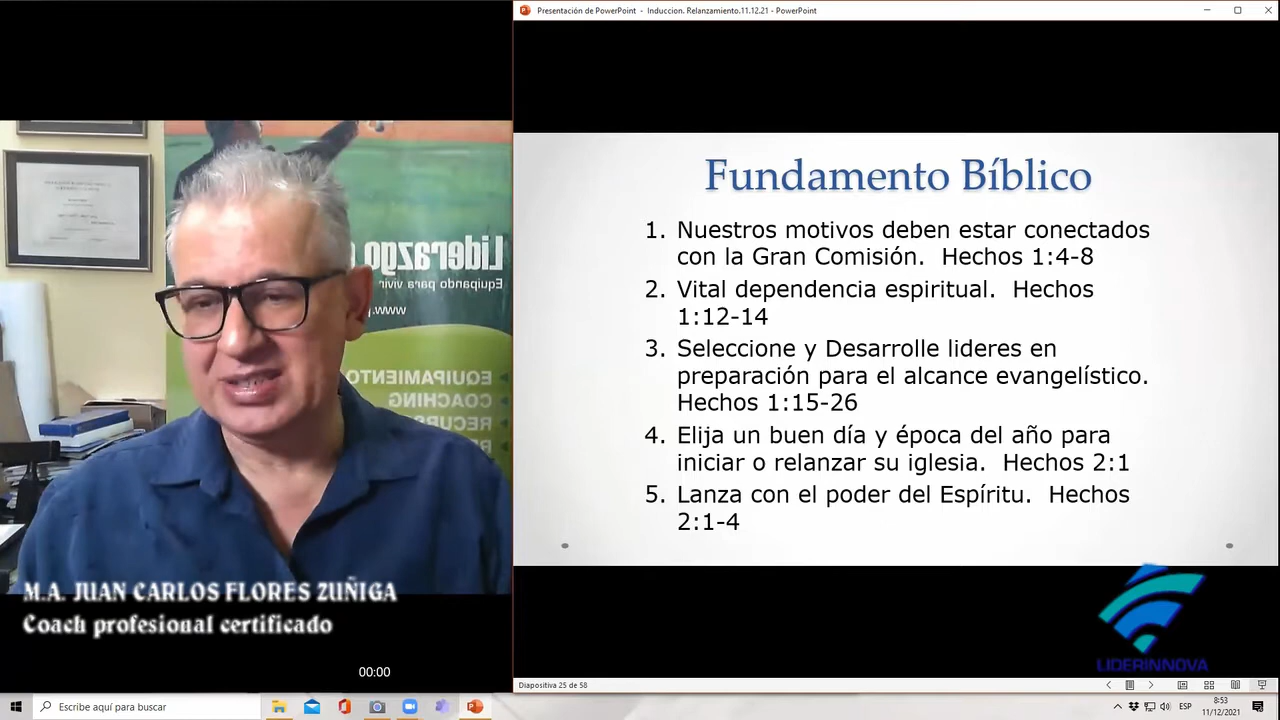 Presentación de PowerPoint - Induccion. Relanzamiento.11.12.21 - PowerPoint
Fundamento Bíblico
1. Nuestros motivos deben estar conectados
con la Gran Comisión. Hechos 1:4-8
2. Vital dependencia espiritual. Hechos
1:12-14
3. Seleccione y Desarrolle lideres en
preparación para el alcance evangelístico.
Hechos 1:15-26
4. Elija un buen día y época del año para
iniciar o relanzar su iglesia. Hechos 2:1
5. Lanza con el poder del Espíritu. Hechos
2:1-4
Liderazgo
Equipando para vivir
www.
EQUIPAMIENTO
COACHING
RECURS
M.A. JUAN CARLOS FLORES ZUÑIGA
Coach profesional certificado
00:00
LIDERINNOVA
Diapositiva 25 de 58
Escribe aquí para buscar
ESP
8:53
11/12/2021